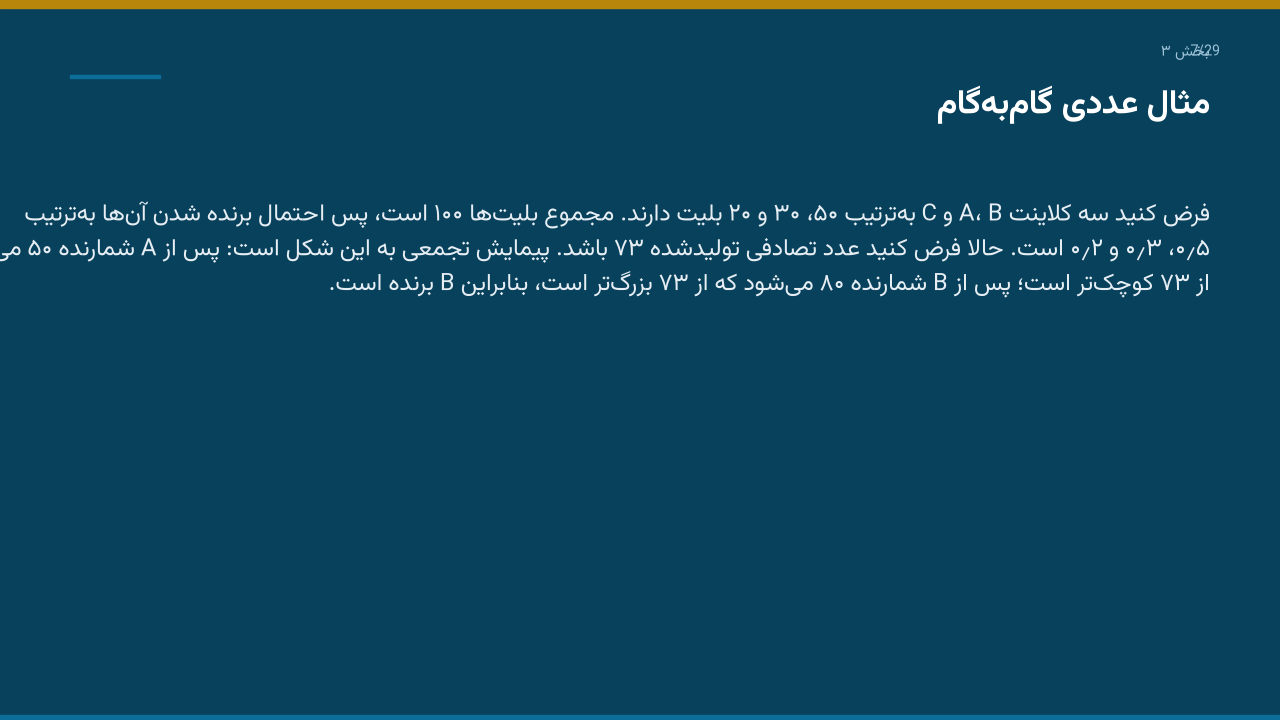 بخش ۳
7/29
مثال عددی گام‌به‌گام
فرض کنید سه کلاینت A، B و C به‌ترتیب ۵۰، ۳۰ و ۲۰ بلیت دارند. مجموع بلیت‌ها ۱۰۰ است، پس احتمال برنده شدن آن‌ها به‌ترتیب
۰٫۵، ۰٫۳ و ۰٫۲ است. حالا فرض کنید عدد تصادفی تولیدشده ۷۳ باشد. پیمایش تجمعی به این شکل است: پس از A شمارنده ۵۰ می
از ۷۳ کوچک‌تر است؛ پس از B شمارنده ۸۰ می‌شود که از ۷۳ بزرگ‌تر است، بنابراین B برنده است.